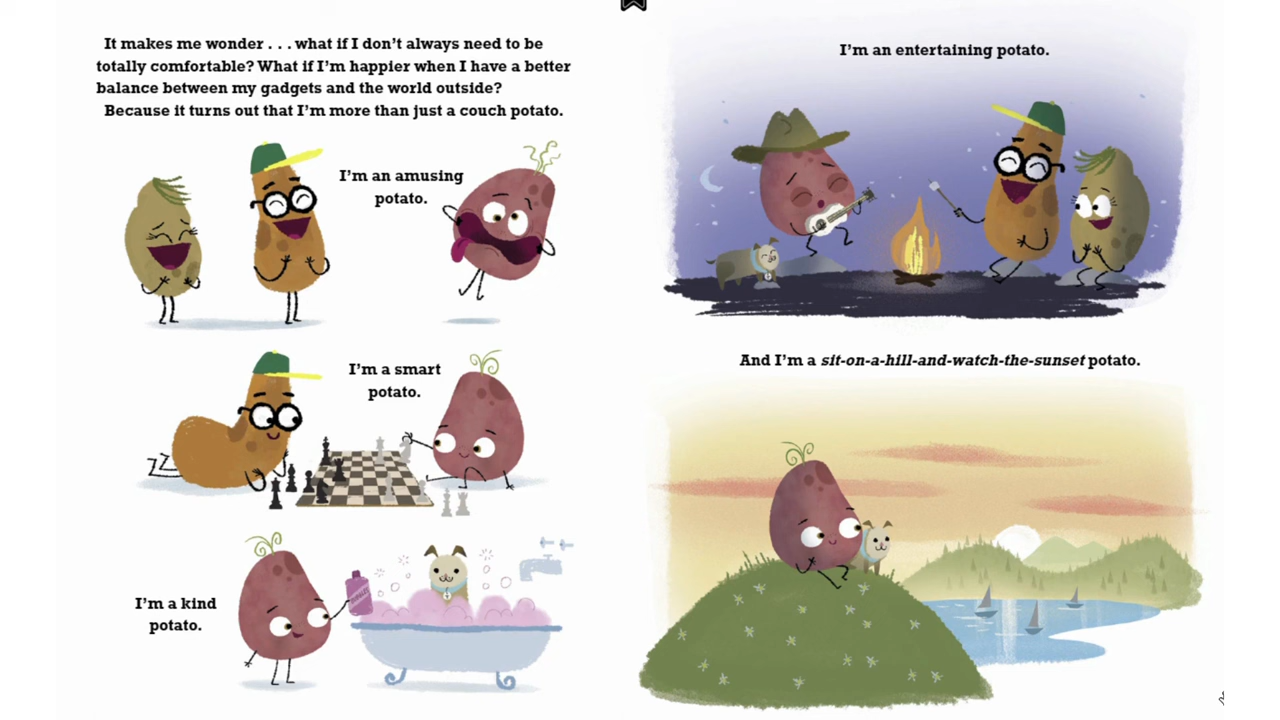 It makes me wonder . . . what if I don't always need to be
totally comfortable? What if I'm happier when I have a better
balance between my gadgets and the world outside?
Because it turns out that I'm more than just a couch potato.
I'm an amusing
potato.
I'm a smart
potato.
I'm a kind
potato.
I'm an entertaining potato.
And I'm a sit-on-a-hill-and-watch-the-sunset potato.